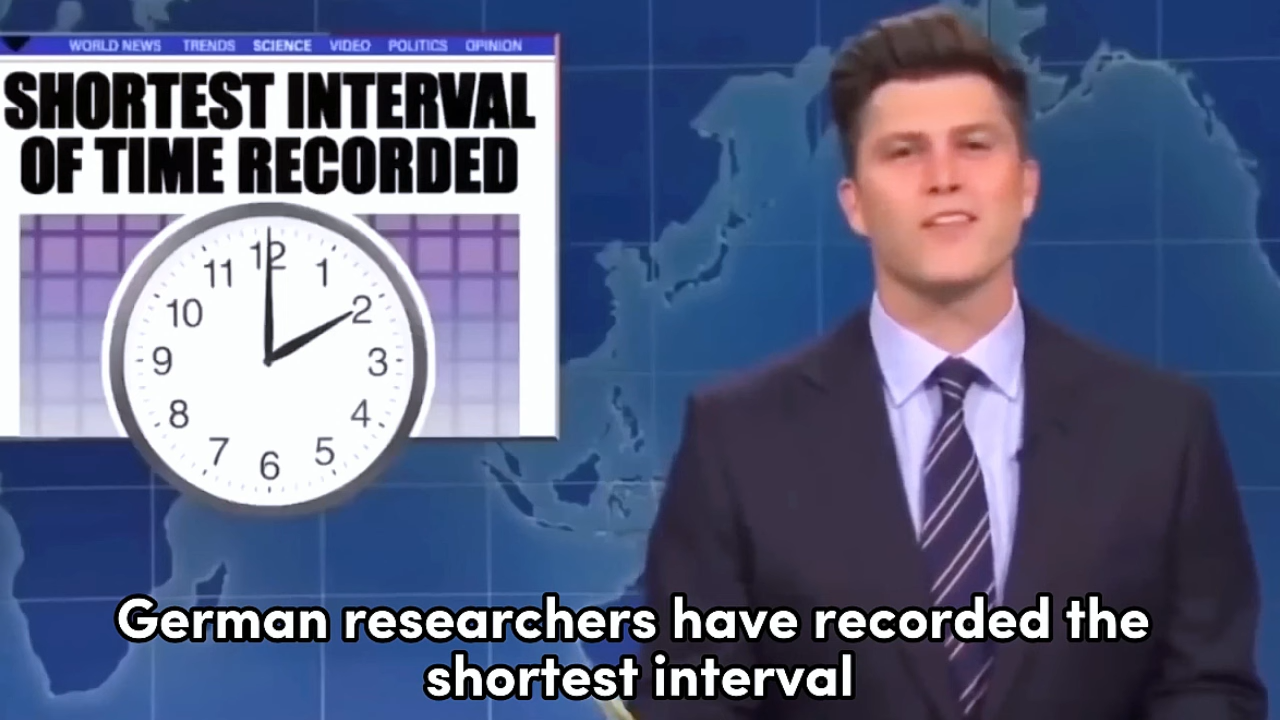 WORLD NEWS TRENDS SCIENCE VIDEO POLITICS OPINION
SHORTEST INTERVAL
OF TIME RECORDED
12
11 1
10 2
9 3
8 4
7 5
6
German researchers have recorded the
shortest interval